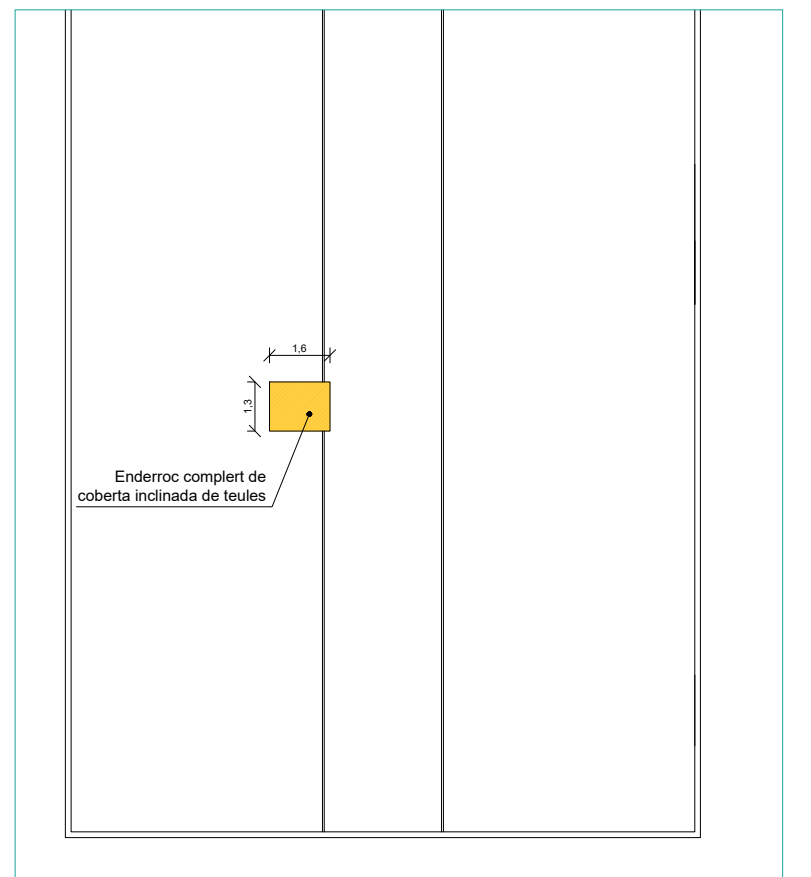 1,6
1,3
Enderroc complert de
coberta inclinada de teules